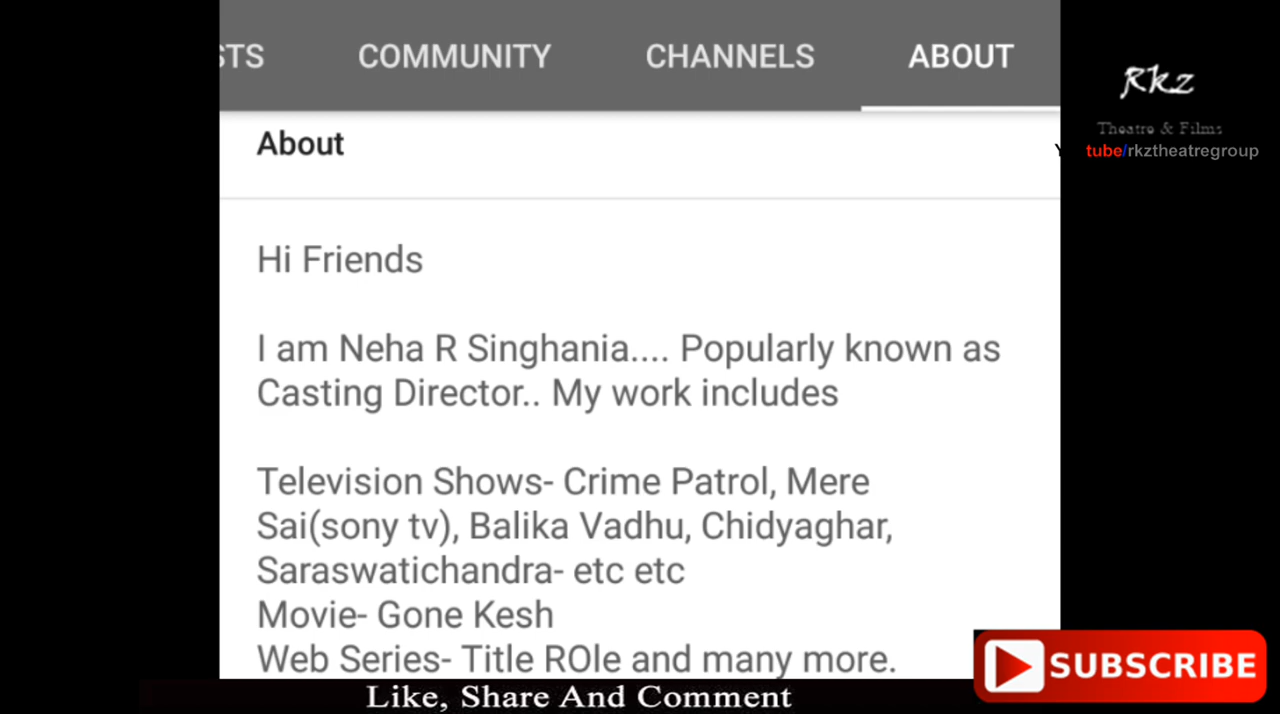 STS COMMUNITY CHANNELS ABOUT
Rkz
Theatre & Films
tube/rkztheatregroup
About
Hi Friends
I am Neha R Singhania.... Popularly known as
Casting Director.. My work includes
Television Shows- Crime Patrol, Mere
Sai(sony tv), Balika Vadhu, Chidyaghar,
Saraswatichandra- etc etc
Movie- Gone Kesh
Web Series- Title ROle and many more.
SUBSCRIBE
Like, Share And Comment